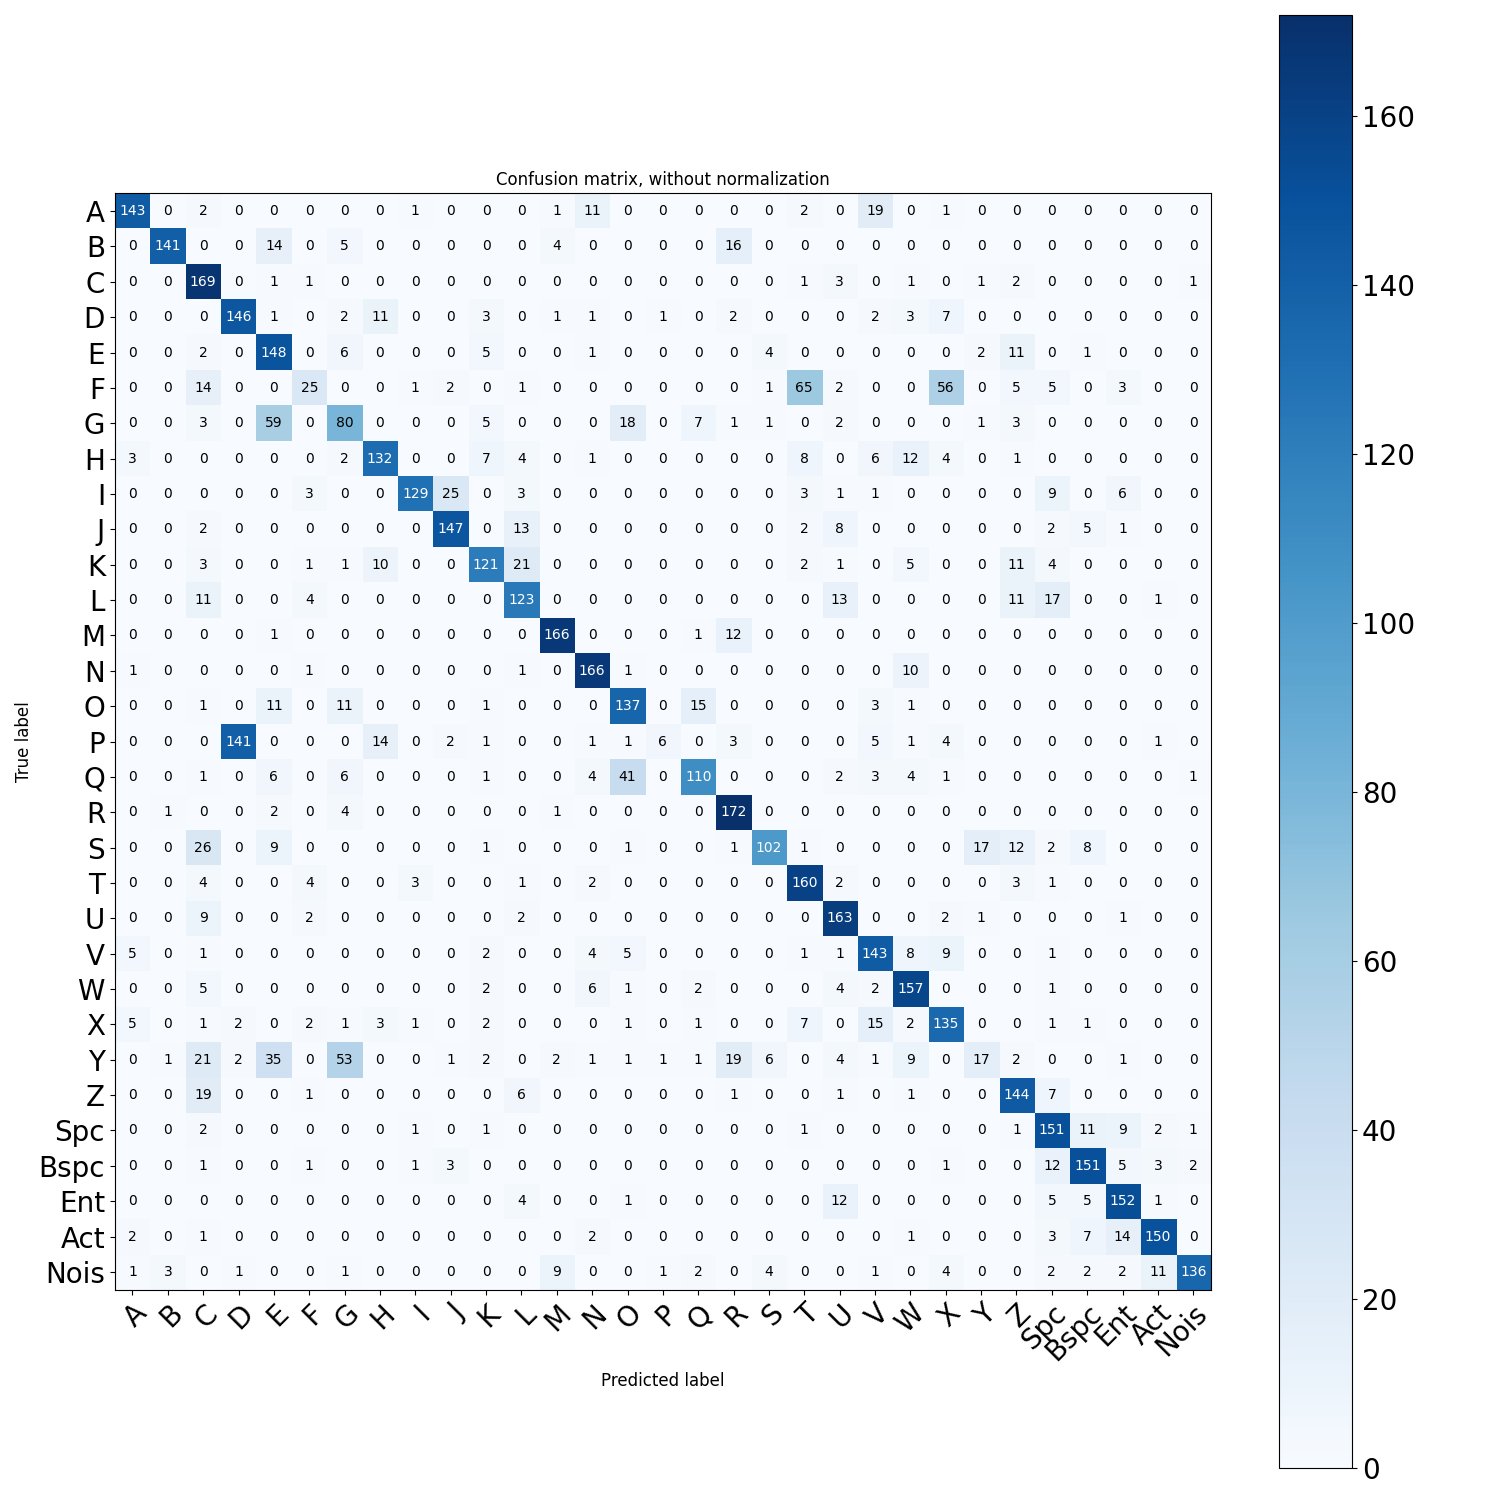 Confusion matrix, without normalization
A 143 0 2 0 0 0 0 0 1 0 0 0 1 11 0 0 0 0 0 2 0 19 0 1 0 0 0 0 0 0 0
B 0 141 0 0 14 0 5 0 0 0 0 0 4 0 0 0 0 16 0 0 0 0 0 0 0 0 0 0 0 0 0
C 0 0 169 0 1 1 0 0 0 0 0 0 0 0 0 0 0 0 0 1 3 0 1 0 1 2 0 0 0 0 1
D 0 0 0 146 1 0 2 11 0 0 3 0 1 1 0 1 0 2 0 0 0 2 3 7 0 0 0 0 0 0 0
E 0 0 2 0 148 0 6 0 0 0 5 0 0 1 0 0 0 0 4 0 0 0 0 0 2 11 0 1 0 0 0
F 0 0 14 0 0 25 0 0 1 2 0 1 0 0 0 0 0 0 1 65 2 0 0 56 0 5 5 0 3 0 0
G 0 0 3 0 59 0 80 0 0 0 5 0 0 0 18 0 7 1 1 0 2 0 0 0 1 3 0 0 0 0 0
H 3 0 0 0 0 0 2 132 0 0 7 4 0 1 0 0 0 0 0 8 0 6 12 4 0 1 0 0 0 0 0
I 0 0 0 0 0 3 0 0 129 25 0 3 0 0 0 0 0 0 0 3 1 1 0 0 0 0 9 0 6 0 0
J 0 0 2 0 0 0 0 0 0 147 0 13 0 0 0 0 0 0 0 2 8 0 0 0 0 0 2 5 1 0 0
K 0 0 3 0 0 1 1 10 0 0 121 21 0 0 0 0 0 0 0 2 1 0 5 0 0 11 4 0 0 0 0
L 0 0 11 0 0 4 0 0 0 0 0 123 0 0 0 0 0 0 0 0 13 0 0 0 0 11 17 0 0 1 0
M 0 0 0 0 1 0 0 0 0 0 0 0 166 0 0 0 1 12 0 0 0 0 0 0 0 0 0 0 0 0 0
N 1 0 0 0 0 1 0 0 0 0 0 1 0 166 1 0 0 0 0 0 0 0 10 0 0 0 0 0 0 0 0
O 0 0 1 0 11 0 11 0 0 0 1 0 0 0 137 0 15 0 0 0 0 3 1 0 0 0 0 0 0 0 0
P 0 0 0 141 0 0 0 14 0 2 1 0 0 1 1 6 0 3 0 0 0 5 1 4 0 0 0 0 0 1 0
Q 0 0 1 0 6 0 6 0 0 0 1 0 0 4 41 0 110 0 0 0 2 3 4 1 0 0 0 0 0 0 1
R 0 1 0 0 2 0 4 0 0 0 0 0 1 0 0 0 0 172 0 0 0 0 0 0 0 0 0 0 0 0 0
S 0 0 26 0 9 0 0 0 0 0 1 0 0 0 1 0 0 1 102 1 0 0 0 0 17 12 2 8 0 0 0
T 0 0 4 0 0 4 0 0 3 0 0 1 0 2 0 0 0 0 0 160 2 0 0 0 0 3 1 0 0 0 0
U 0 0 9 0 0 2 0 0 0 0 0 2 0 0 0 0 0 0 0 0 163 0 0 2 1 0 0 0 1 0 0
V 5 0 1 0 0 0 0 0 0 0 2 0 0 4 5 0 0 0 0 1 1 143 8 9 0 0 1 0 0 0 0
W 0 0 5 0 0 0 0 0 0 0 2 0 0 6 1 0 2 0 0 0 4 2 157 0 0 0 1 0 0 0 0
X 5 0 1 2 0 2 1 3 1 0 2 0 0 0 1 0 1 0 0 7 0 15 2 135 0 0 1 1 0 0 0
Y 0 1 21 2 35 0 53 0 0 1 2 0 2 1 1 1 1 19 6 0 4 1 9 0 17 2 0 0 1 0 0
Z 0 0 19 0 0 1 0 0 0 0 0 6 0 0 0 0 0 1 0 0 1 0 1 0 0 144 7 0 0 0 0
Spc 0 0 2 0 0 0 0 0 1 0 1 0 0 0 0 0 0 0 0 1 0 0 0 0 0 1 151 11 9 2 1
Bspc 0 0 1 0 0 1 0 0 1 3 0 0 0 0 0 0 0 0 0 0 0 0 0 1 0 0 12 151 5 3 2
Ent 0 0 0 0 0 0 0 0 0 0 0 4 0 0 1 0 0 0 0 0 12 0 0 0 0 0 5 5 152 1 0
Act 2 0 1 0 0 0 0 0 0 0 0 0 0 2 0 0 0 0 0 0 0 0 1 0 0 0 3 7 14 150 0
Nois 1 3 0 1 0 0 1 0 0 0 0 0 9 0 0 1 2 0 4 0 0 1 0 4 0 0 2 2 2 11 136
A B C D E F G H I J K L M N O P Q R S T U V W X Y Z Spc Bspc Ent Act Nois
True label
Predicted label
160
140
120
100
80
60
40
20
0